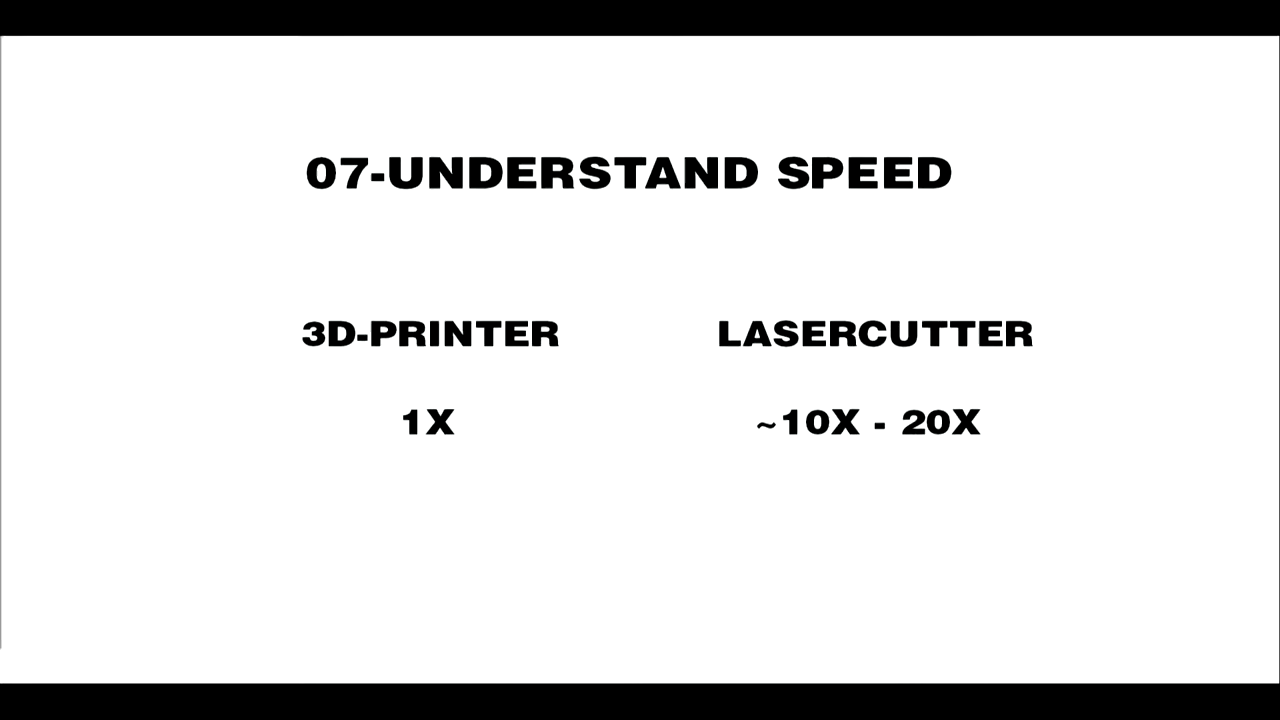 07-UNDERSTAND SPEED
3D-PRINTER LASERCUTTER
1X ~10X - 20X